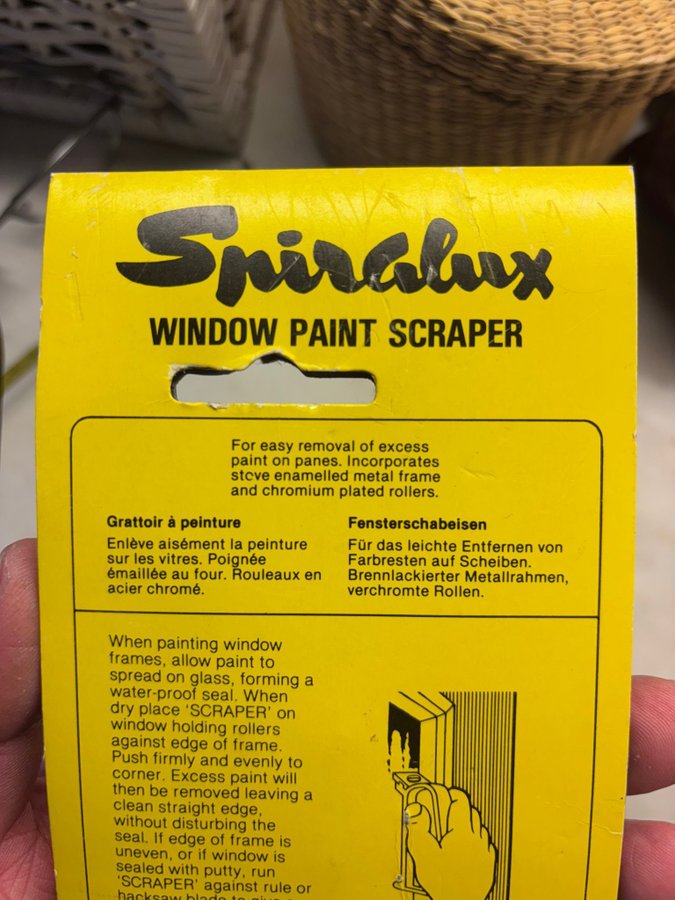 Spiralux
WINDOW PAINT SCRAPER
For easy removal of excess
paint on panes. Incorporates
stove enamelled metal frame
and chromium plated rollers.
Grattoir à peinture
Enlève aisément la peinture
sur les vitres. Poignée
émaillée au four. Rouleaux en
acier chromé.
Fensterschabeisen
Für das leichte Entfernen von
Farbresten auf Scheiben.
Brennlackierter Metallrahmen,
verchromte Rollen.
When painting window
frames, allow paint to
spread on glass, forming a
water-proof seal. When
dry place ‘SCRAPER’ on
window holding rollers
against edge of frame.
Push firmly and evenly to
corner. Excess paint will
then be removed leaving a
clean straight edge,
without disturbing the
seal. If edge of frame is
uneven, or if window is
sealed with putty, run
‘SCRAPER’ against rule or
hacksaw blade to give